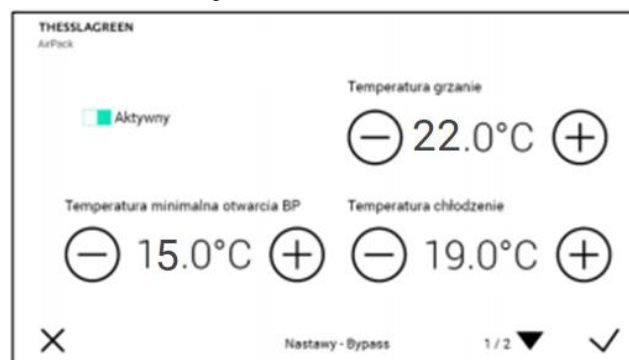 THESSLAGREEN
AirPack
Temperatura grzanie
Aktywny
22.0°C
Temperatura minimalna otwarcia BP
Temperatura chłodzenie
15.0°C
19.0°C
Nastawy - Bypass
1 / 2